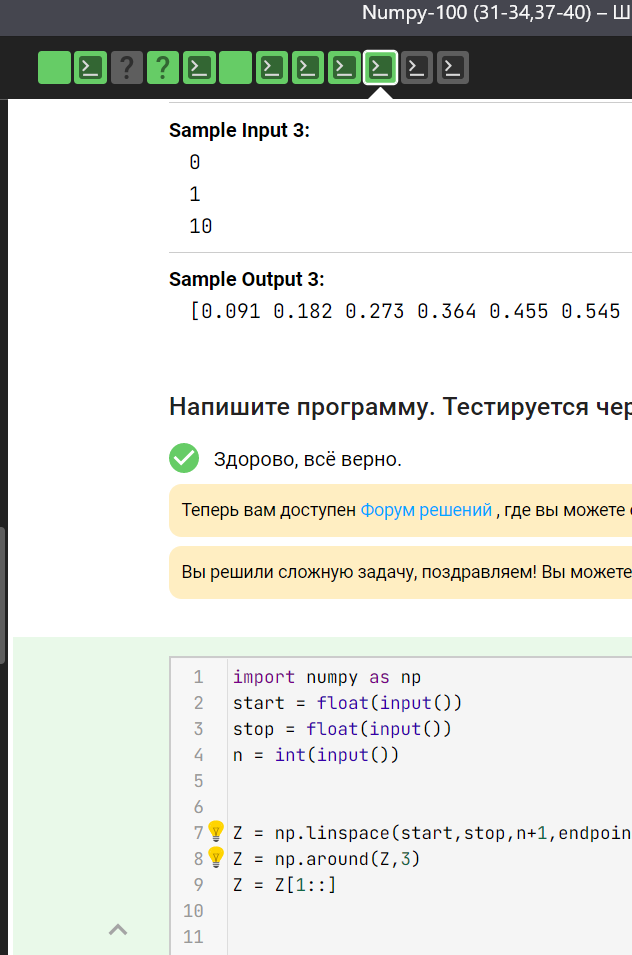 Numpy-100 (31-34,37-40) – Ш
? ?
Sample Input 3:
0
1
10
Sample Output 3:
[0.091 0.182 0.273 0.364 0.455 0.545
Напишите программу. Тестируется чер
Здорово, всё верно.
Теперь вам доступен Форум решений , где вы можете
Вы решили сложную задачу, поздравляем! Вы можете
1 import numpy as np
2 start = float(input())
3 stop = float(input())
4 n = int(input())
5
6
7 Z = np.linspace(start,stop,n+1,endpoin
8 Z = np.around(Z,3)
9 Z = Z[1::]
10
11